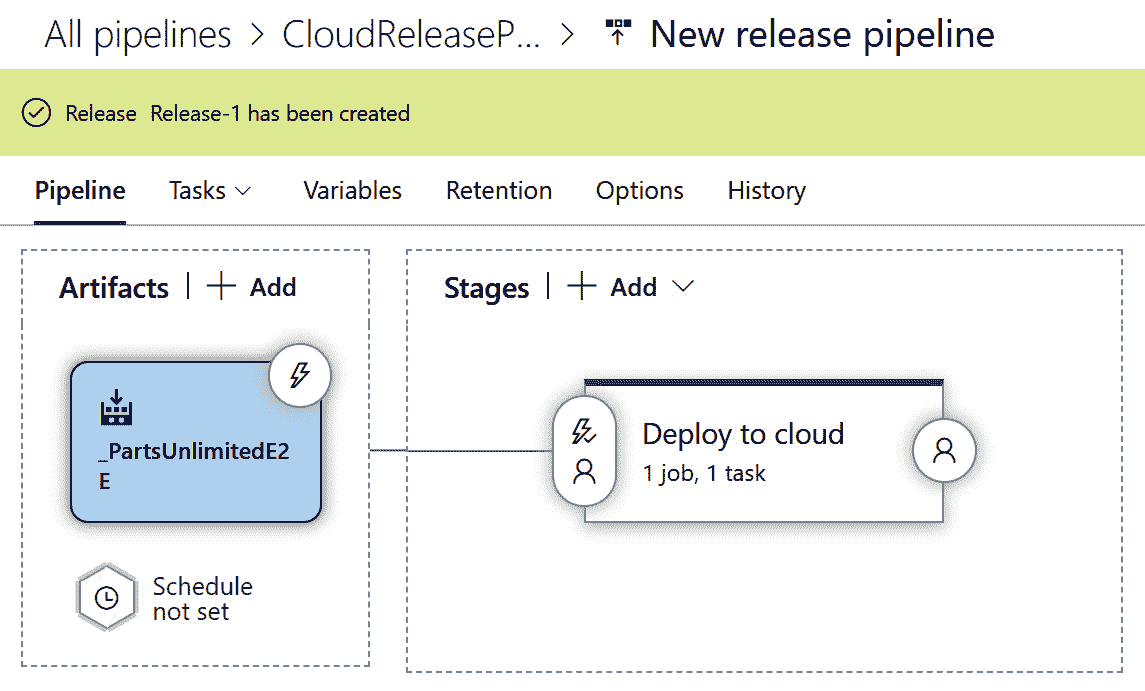 All pipelines > CloudReleaseP... > New release pipeline
Release Release-1 has been created
Pipeline Tasks Variables Retention Options History
Artifacts | + Add
Stages | + Add
_PartsUnlimitedE2
E
Deploy to cloud
1 job, 1 task
Schedule
not set